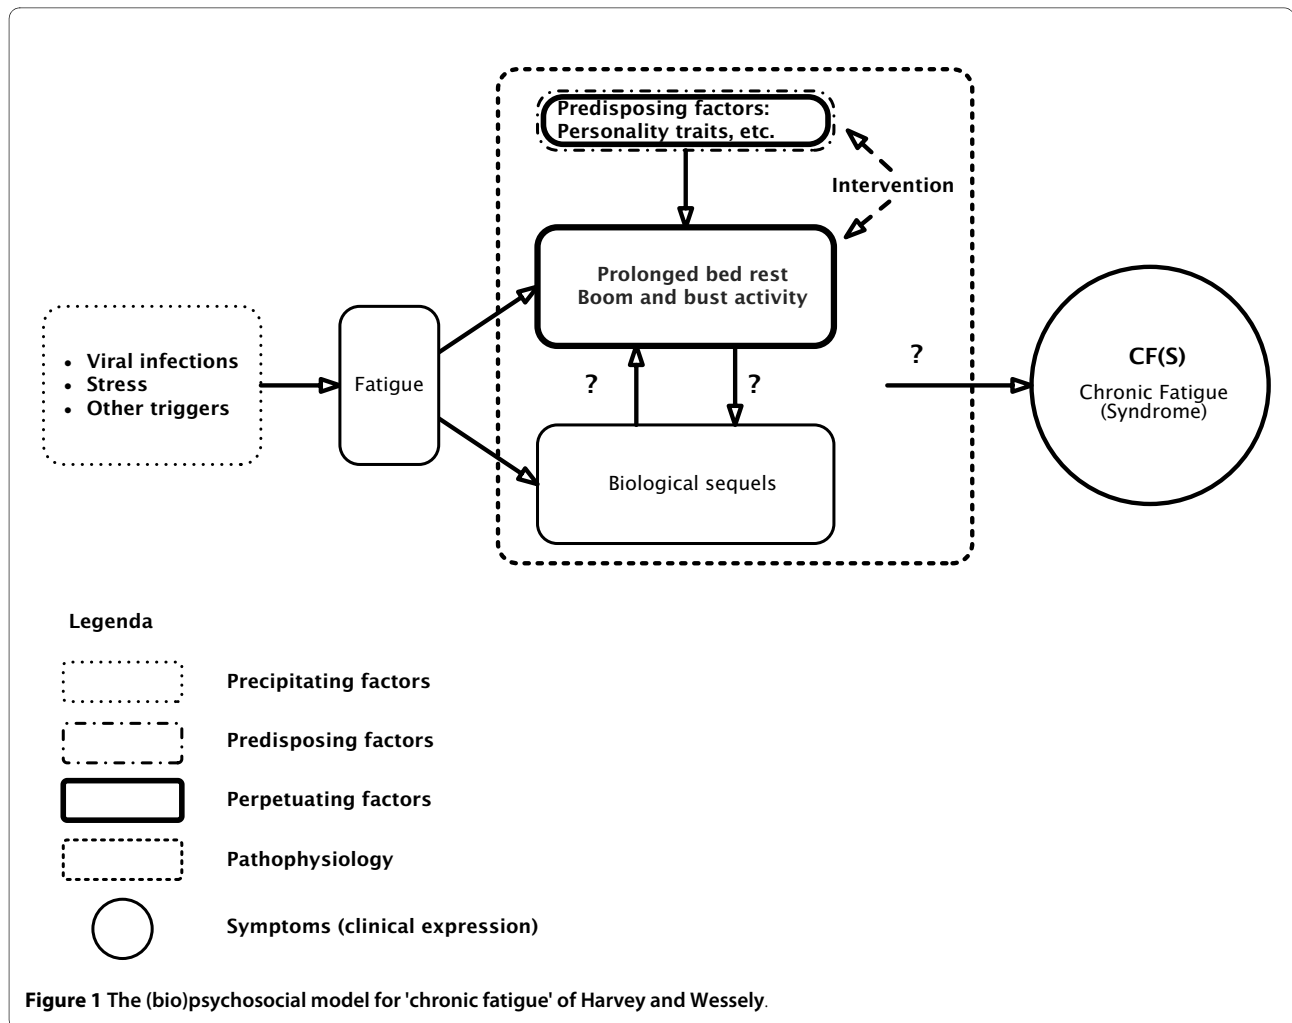 Predisposing factors:
Personality traits, etc.
Intervention
Prolonged bed rest
Boom and bust activity
• Viral infections
• Stress
• Other triggers
Fatigue
?
?
?
CF(S)
Chronic Fatigue
(Syndrome)
Biological sequels
Legenda
Precipitating factors
Predisposing factors
Perpetuating factors
Pathophysiology
Symptoms (clinical expression)
Figure 1 The (bio)psychosocial model for 'chronic fatigue' of Harvey and Wessely.